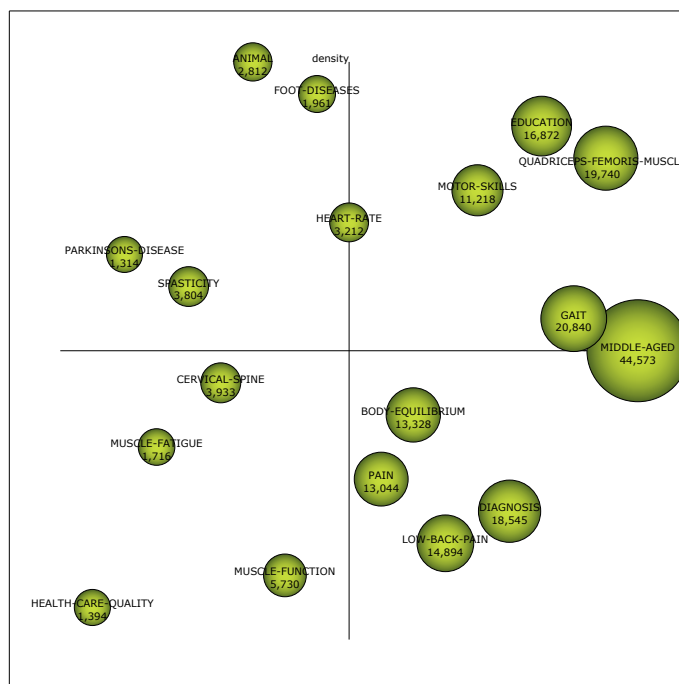 ANIMAL
2,812
density
FOOT-DISEASES
1,961
EDUCATION
16,872
QUADRICEPS-FEMORIS-MUSCL
19,740
MOTOR-SKILLS
11,218
HEART-RATE
3,212
PARKINSONS-DISEASE
1,314
SPASTICITY
3,804
GAIT
20,840
MIDDLE-AGED
44,573
CERVICAL-SPINE
3,933
BODY-EQUILIBRIUM
13,328
MUSCLE-FATIGUE
1,716
PAIN
13,044
DIAGNOSIS
18,545
LOW-BACK-PAIN
14,894
MUSCLE-FUNCTION
5,730
HEALTH-CARE-QUALITY
1,394